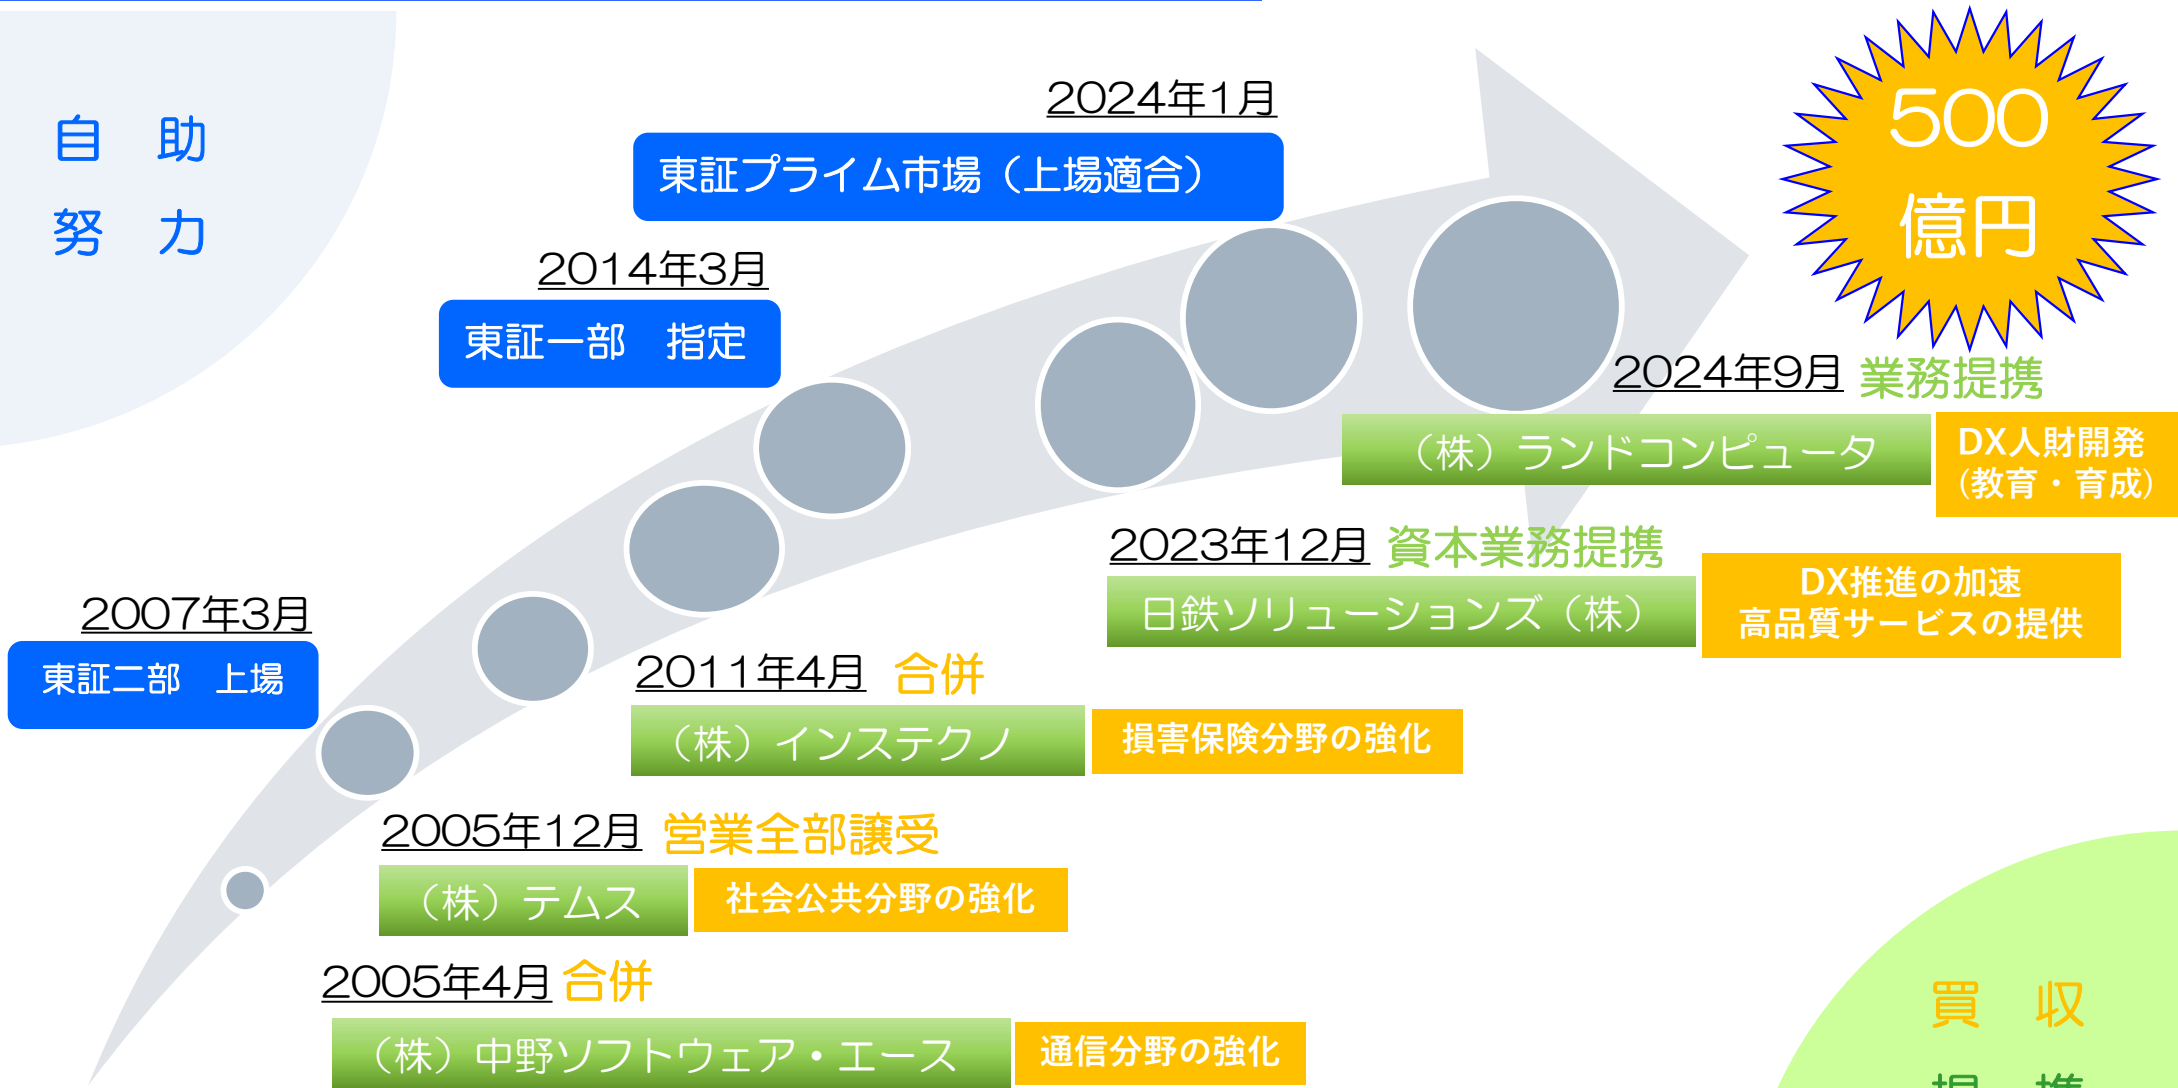 自　助
努　力
2024年1月
東証プライム市場（上場適合）
500
億円
2014年3月
東証一部　指定
2024年9月 業務提携
（株）ランドコンピュータ
DX人財開発
(教育・育成)
2023年12月 資本業務提携
日鉄ソリューションズ（株）
DX推進の加速
高品質サービスの提供
2007年3月
東証二部　上場
2011年4月 合併
（株）インステクノ
損害保険分野の強化
2005年12月 営業全部譲受
（株）テムス
社会公共分野の強化
2005年4月 合併
（株）中野ソフトウェア・エース
通信分野の強化
買　収
提　携